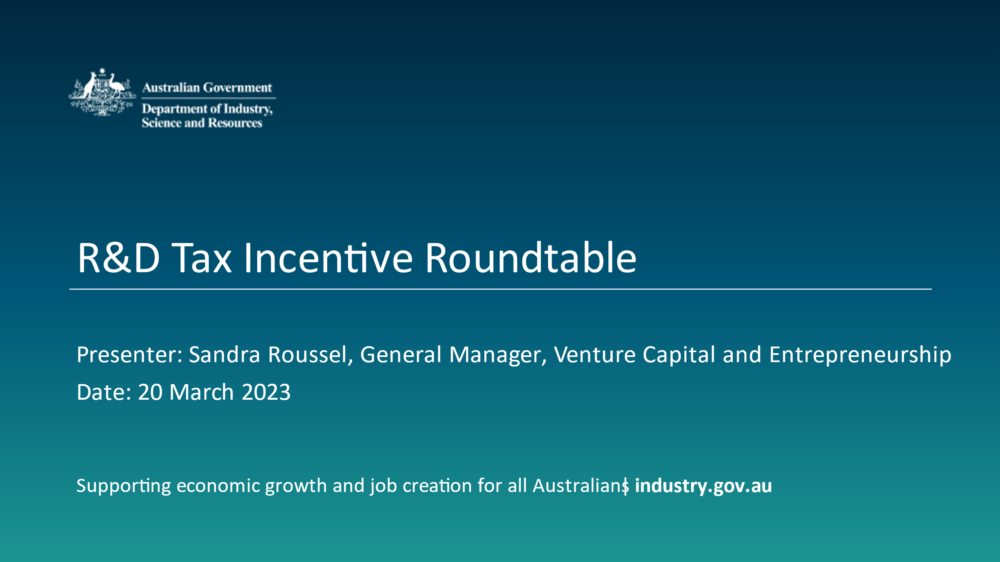 Australian Government
Department of Industry,
Science and Resources
R&D Tax Incentive Roundtable
Presenter: Sandra Roussel, General Manager, Venture Capital and Entrepreneurship
Date: 20 March 2023
Supporting economic growth and job creation for all Australians| industry.gov.au